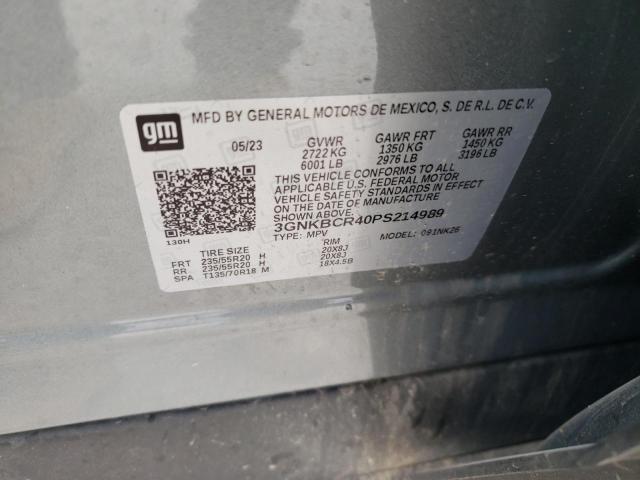 gm
MFD BY GENERAL MOTORS DE MEXICO, S. DE R.L. DE C.V.
05/23 GVWR GAWR FRT GAWR RR
2722 KG 1350 KG 1450 KG
6001 LB 2976 LB 3196 LB
THIS VEHICLE CONFORMS TO ALL
APPLICABLE U.S. FEDERAL MOTOR
VEHICLE SAFETY STANDARDS IN EFFECT
ON THE DATE OF MANUFACTURE
3GNKBCR40PS214989
TYPE: MPV MODEL: 091NK26
130H
TIRE SIZE RIM
FRT 235/55R20 H 20X8J
RR 235/55R20 H 20X8J
SPA T135/70R18 M 18X4.5B